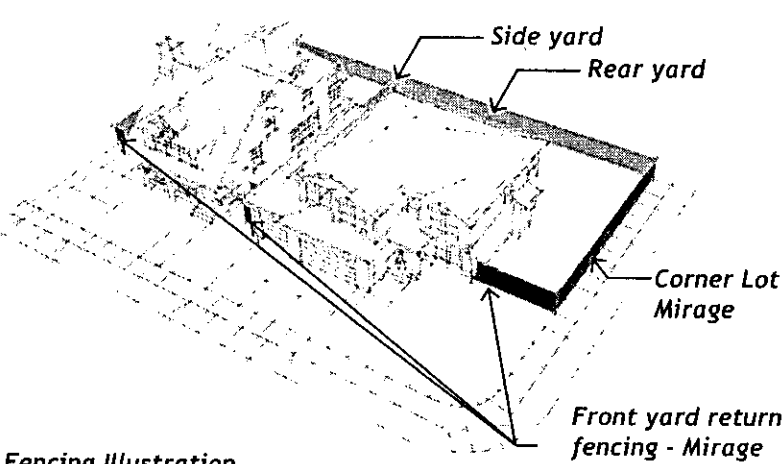 Side yard
Rear yard
Corner Lot
Mirage
Front yard return
fencing - Mirage
Fencing Illustration